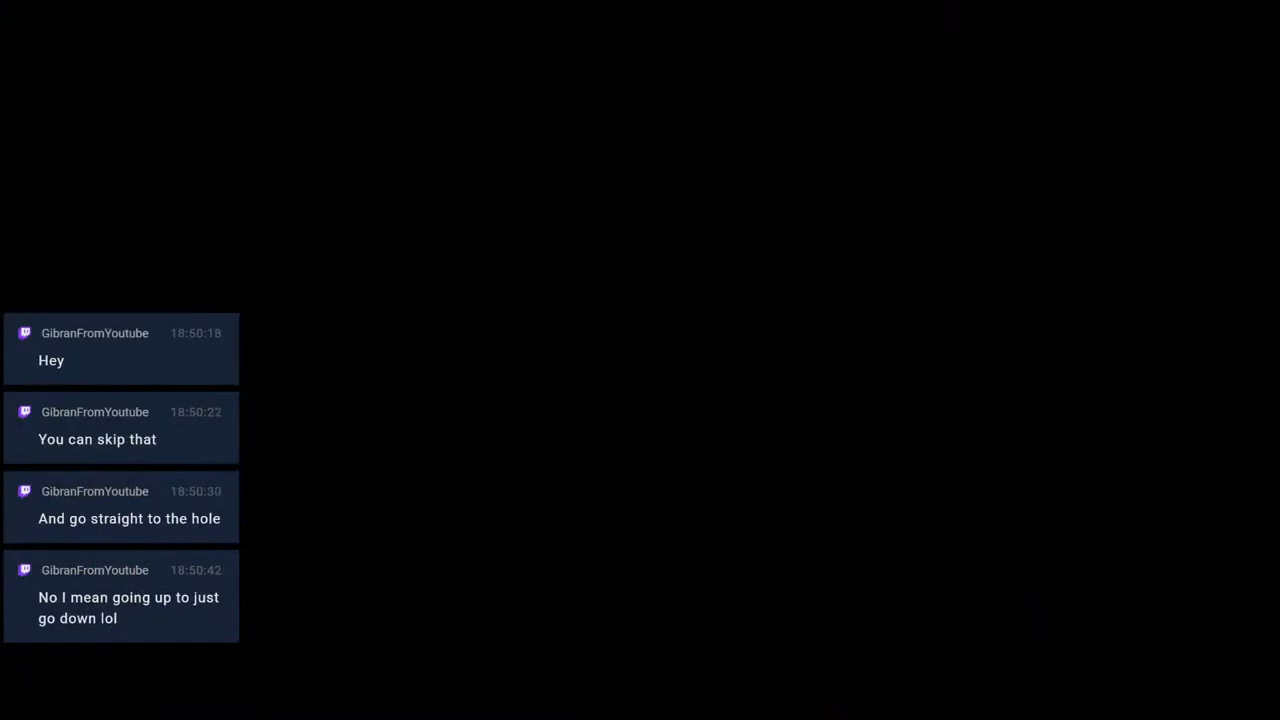 GibranFromYoutube 18:50:18
Hey
GibranFromYoutube 18:50:22
You can skip that
GibranFromYoutube 18:50:30
And go straight to the hole
GibranFromYoutube 18:50:42
No I mean going up to just
go down lol